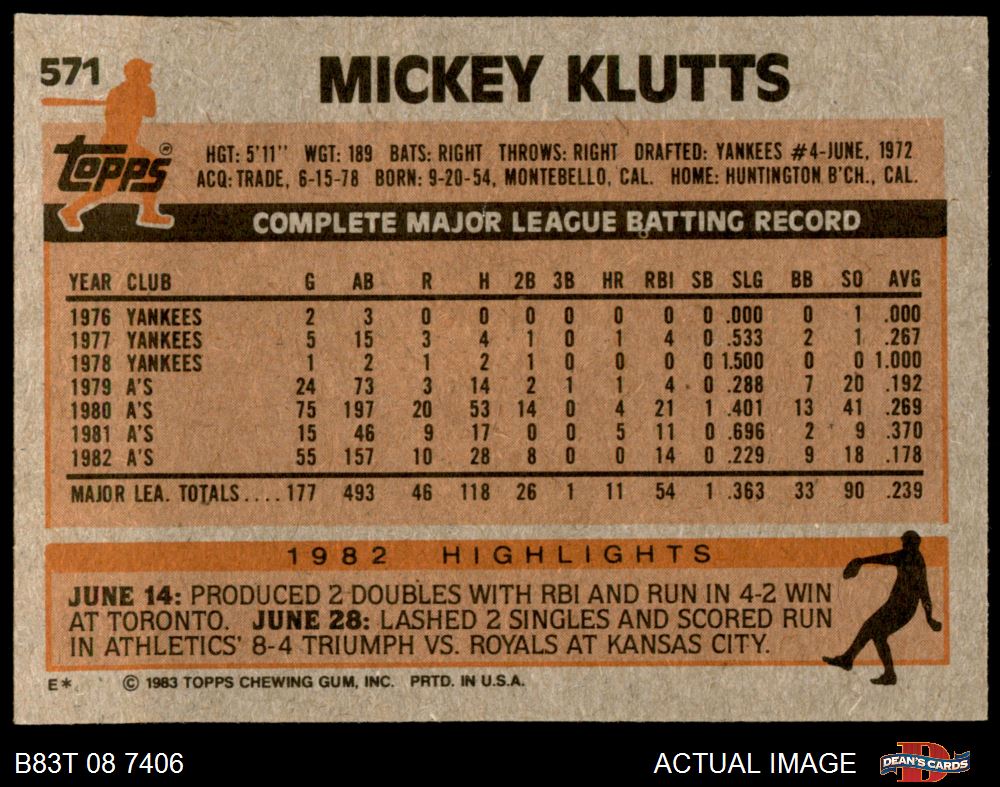 571 MICKEY KLUTTS
TOPPS®
HGT: 5'11" WGT: 189 BATS: RIGHT THROWS: RIGHT DRAFTED: YANKEES #4-JUNE, 1972
ACQ: TRADE, 6-15-78 BORN: 9-20-54, MONTEBELLO, CAL. HOME: HUNTINGTON B'CH., CAL.
COMPLETE MAJOR LEAGUE BATTING RECORD
YEAR CLUB G AB R H 2B 3B HR RBI SB SLG BB SO AVG
1976 YANKEES 2 3 0 0 0 0 0 0 0 .000 0 1 .000
1977 YANKEES 5 15 3 4 1 0 1 4 0 .533 2 1 .267
1978 YANKEES 1 2 1 2 1 0 0 0 0 1.500 0 0 1.000
1979 A'S 24 73 3 14 2 1 1 4 0 .288 7 20 .192
1980 A'S 75 197 20 53 14 0 4 21 1 .401 13 41 .269
1981 A'S 15 46 9 17 0 0 5 11 0 .696 2 9 .370
1982 A'S 55 157 10 28 8 0 0 14 0 .229 9 18 .178
MAJOR LEA. TOTALS.... 177 493 46 118 26 1 11 54 1 .363 33 90 .239
1982 HIGHLIGHTS
JUNE 14: PRODUCED 2 DOUBLES WITH RBI AND RUN IN 4-2 WIN
AT TORONTO. JUNE 28: LASHED 2 SINGLES AND SCORED RUN
IN ATHLETICS' 8-4 TRIUMPH VS. ROYALS AT KANSAS CITY.
E* © 1983 TOPPS CHEWING GUM, INC. PRTD. IN U.S.A.
B83T 08 7406 ACTUAL IMAGE D DEAN'S CARDS